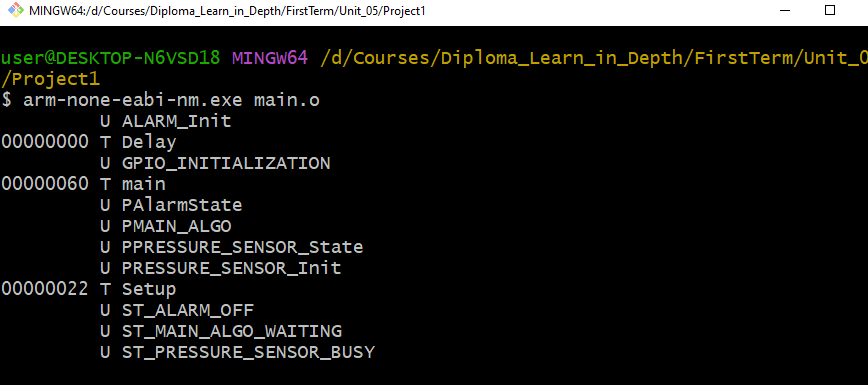 MINGW64:/d/Courses/Diploma_Learn_in_Depth/FirstTerm/Unit_05/Project1
user@DESKTOP-N6VSD18 MINGW64 /d/Courses/Diploma_Learn_in_Depth/FirstTerm/Unit_0
/Project1
$ arm-none-eabi-nm.exe main.o
         U ALARM_Init
00000000 T Delay
         U GPIO_INITIALIZATION
00000060 T main
         U PAlarmState
         U PMAIN_ALGO
         U PPRESSURE_SENSOR_State
         U PRESSURE_SENSOR_Init
00000022 T Setup
         U ST_ALARM_OFF
         U ST_MAIN_ALGO_WAITING
         U ST_PRESSURE_SENSOR_BUSY